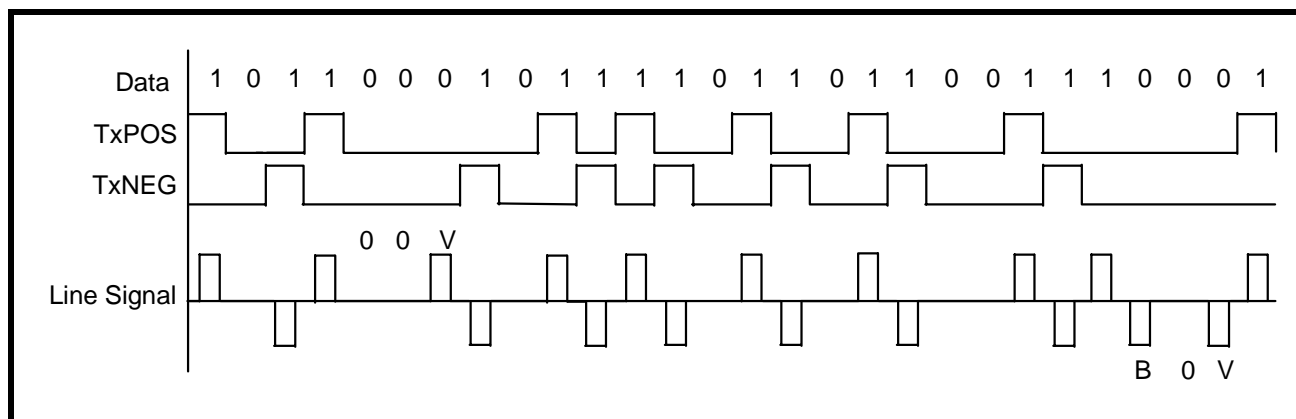 Data 1 0 1 1 0 0 0 1 0 1 1 1 1 0 1 1 0 1 1 0 0 1 1 1 0 0 0 1
TxPOS
TxNEG
0 0 V
Line Signal
B 0 V